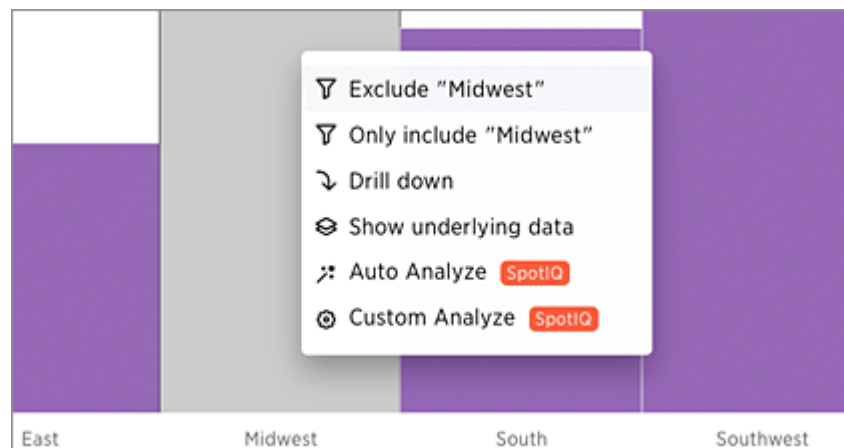 Exclude "Midwest"
Only include "Midwest"
Drill down
Show underlying data
Auto Analyze SpotIQ
Custom Analyze SpotIQ
East Midwest South Southwest